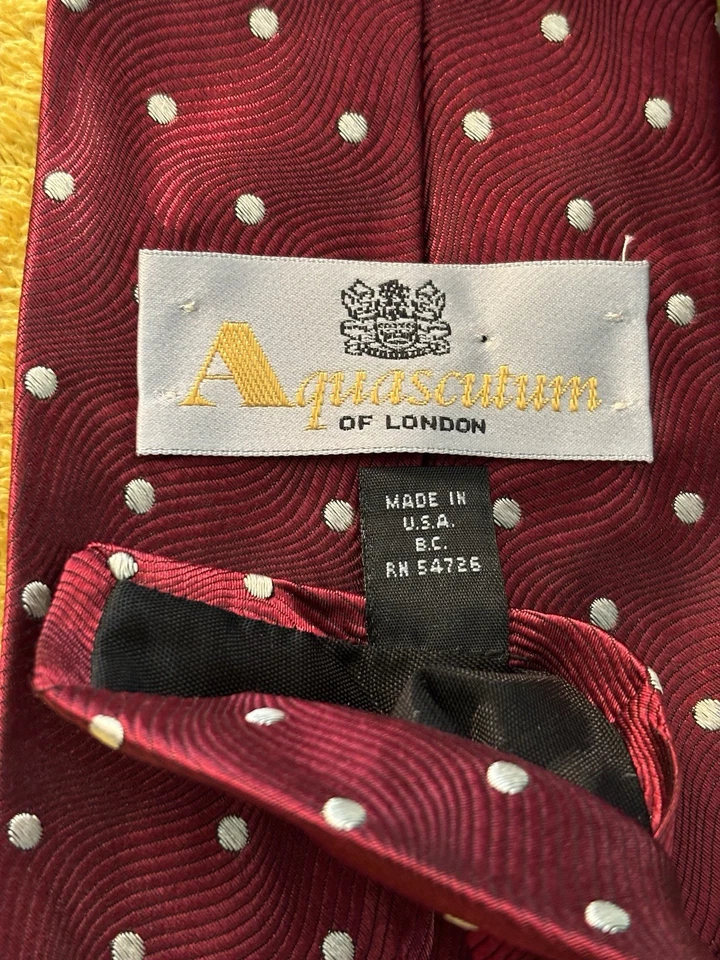 Aquascutum
OF LONDON
MADE IN
U.S.A.
B.C.
RN 54726